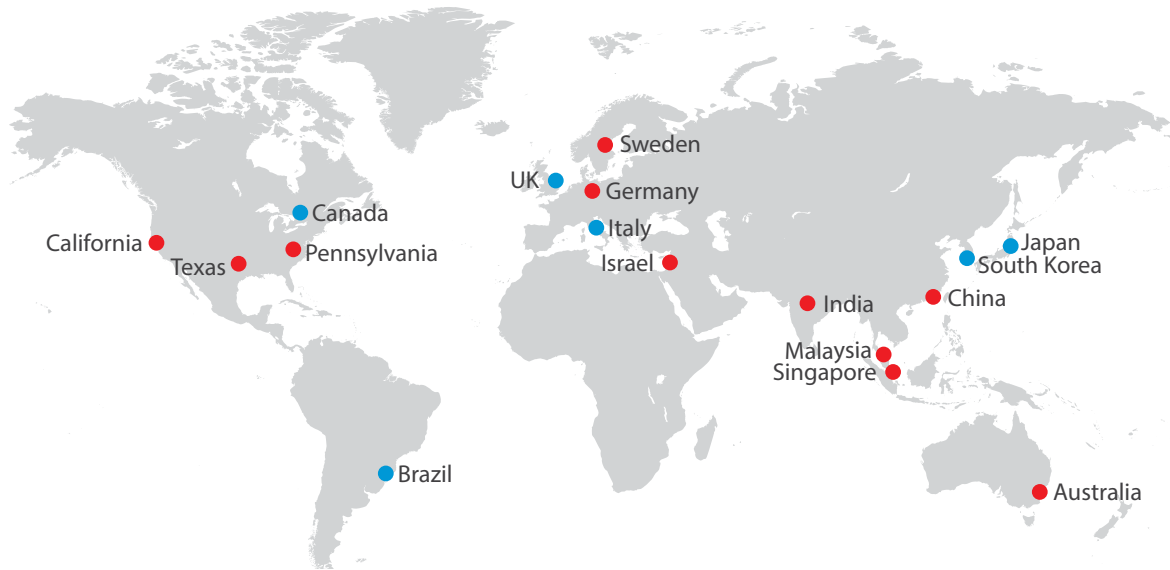 Sweden
UK
Germany
Canada
Italy
California
Pennsylvania
Japan
Texas
Israel
South Korea
India
China
Malaysia
Singapore
Brazil
Australia